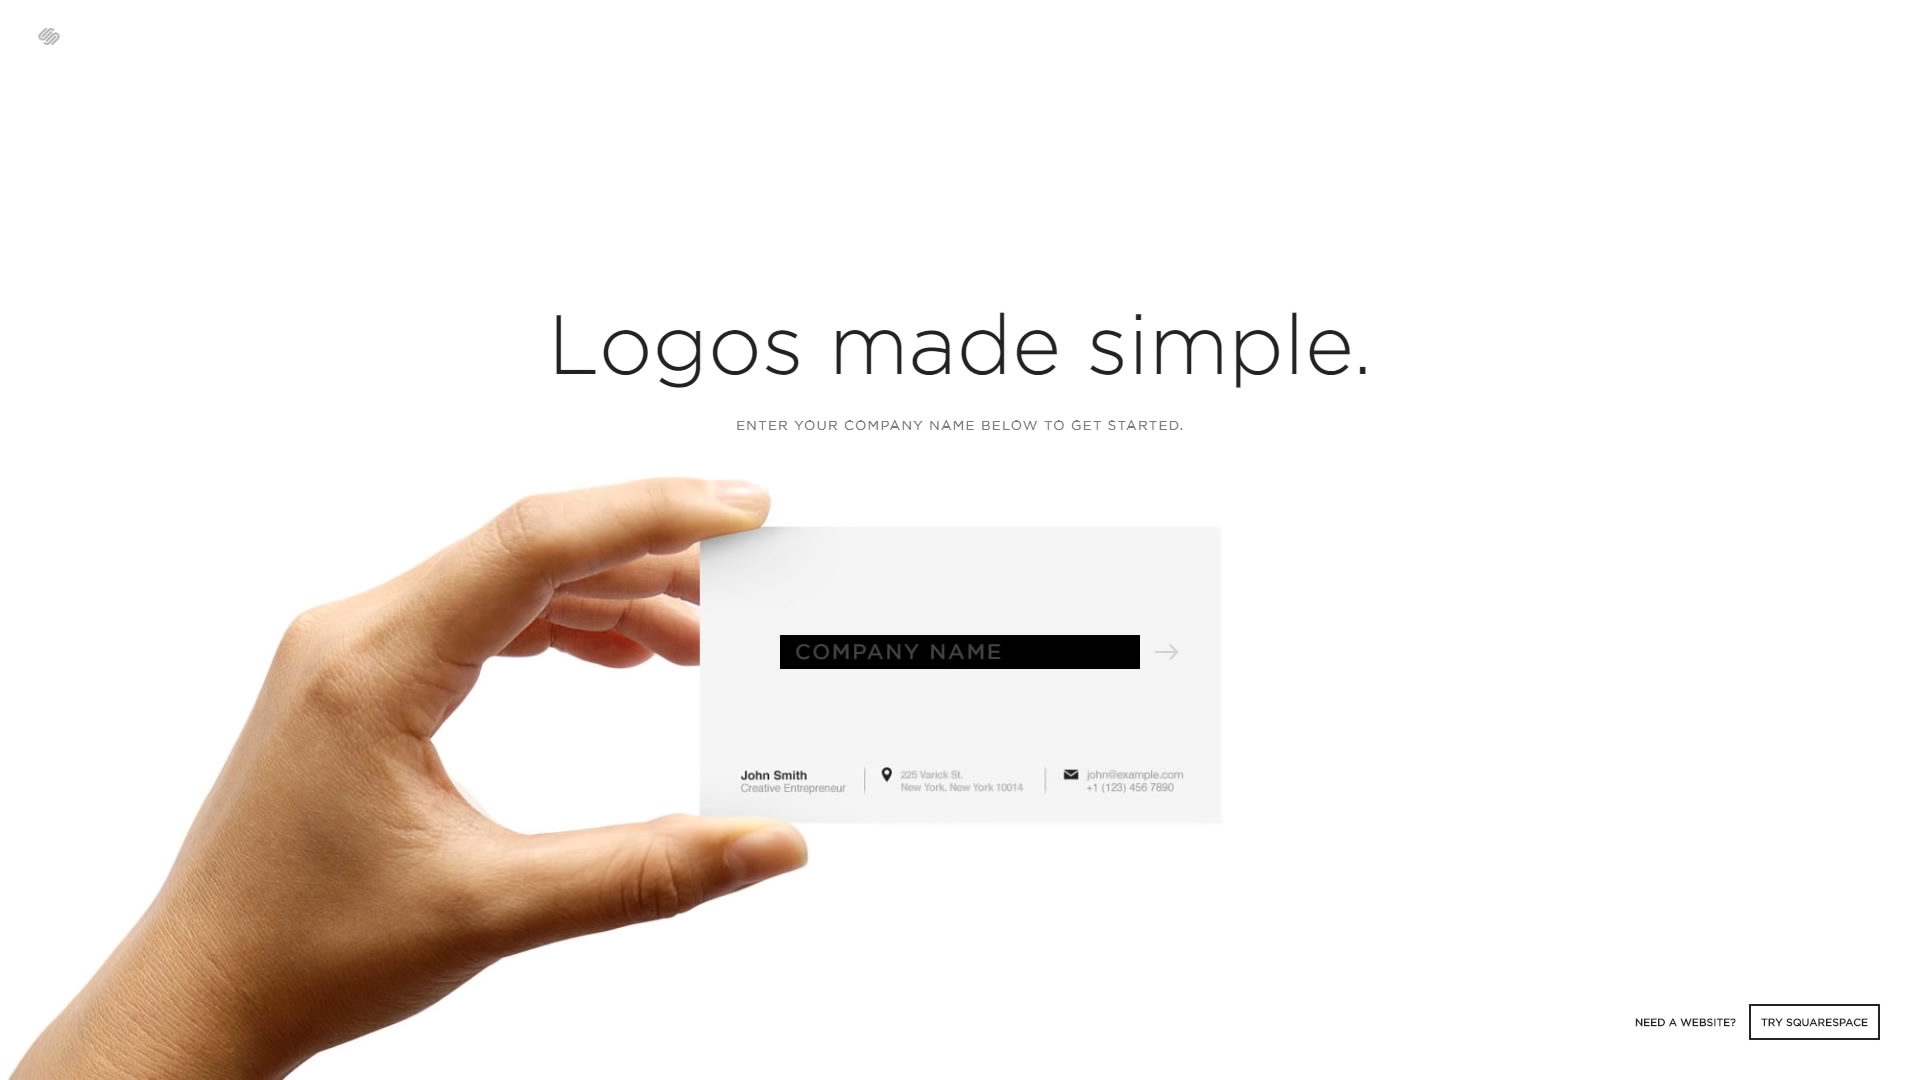 Logos made simple.
ENTER YOUR COMPANY NAME BELOW TO GET STARTED.
COMPANY NAME
John Smith
Creative Entrepreneur
225 Varick St.
New York, New York 10014
john@example.com
+1 (123) 456 7890
NEED A WEBSITE?
TRY SQUARESPACE